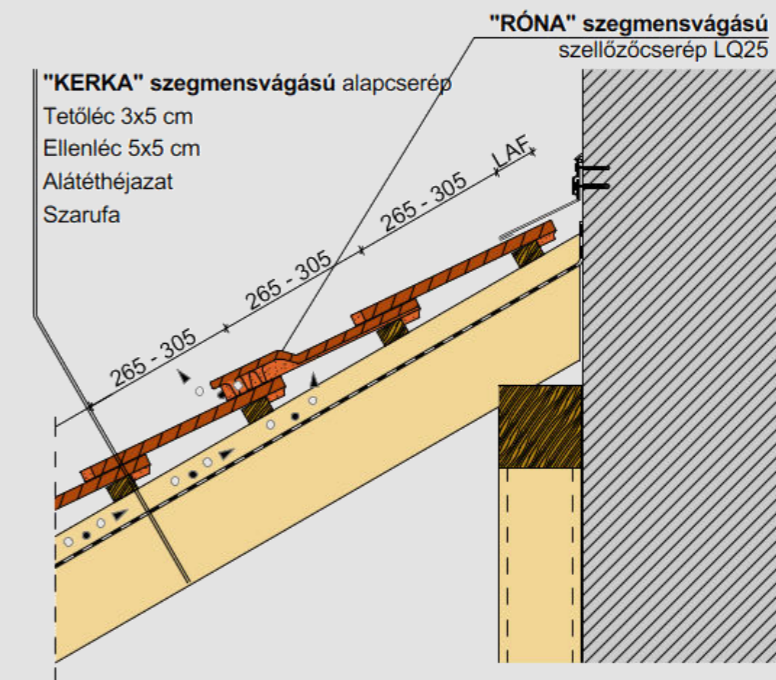 "RÓNA" szegmensvágású
szellőzőcserép LQ25
"KERKA" szegmensvágású alapcserép
Tetőléc 3x5 cm
Ellenléc 5x5 cm
Alátéthéjazat
Szarufa
LAF
265 - 305
265 - 305
265 - 305